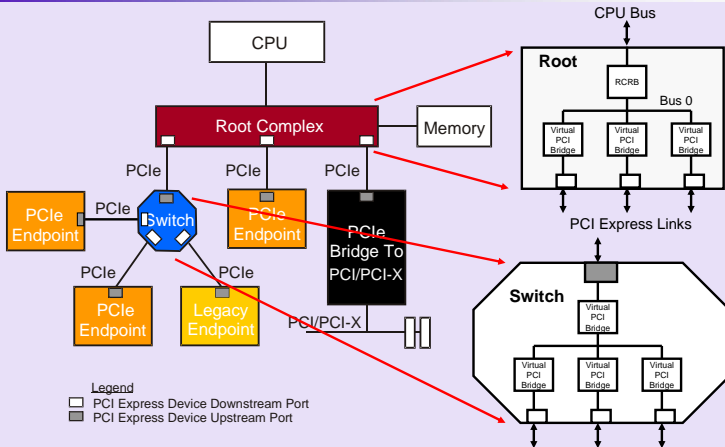 CPU
Root Complex
Memory
PCIe
PCIe
PCIe
PCIe
Endpoint
PCIe
Switch
PCIe
Endpoint
PCIe
Bridge To
PCI/PCI-X
PCIe
PCIe
PCIe
Endpoint
Legacy
Endpoint
PCI/PCI-X
Legend
PCI Express Device Downstream Port
PCI Express Device Upstream Port
CPU Bus
Root
RCRB
Bus 0
Virtual
PCI
Bridge
Virtual
PCI
Bridge
Virtual
PCI
Bridge
PCI Express Links
Switch
Virtual
PCI
Bridge
Virtual
PCI
Bridge
Virtual
PCI
Bridge
Virtual
PCI
Bridge